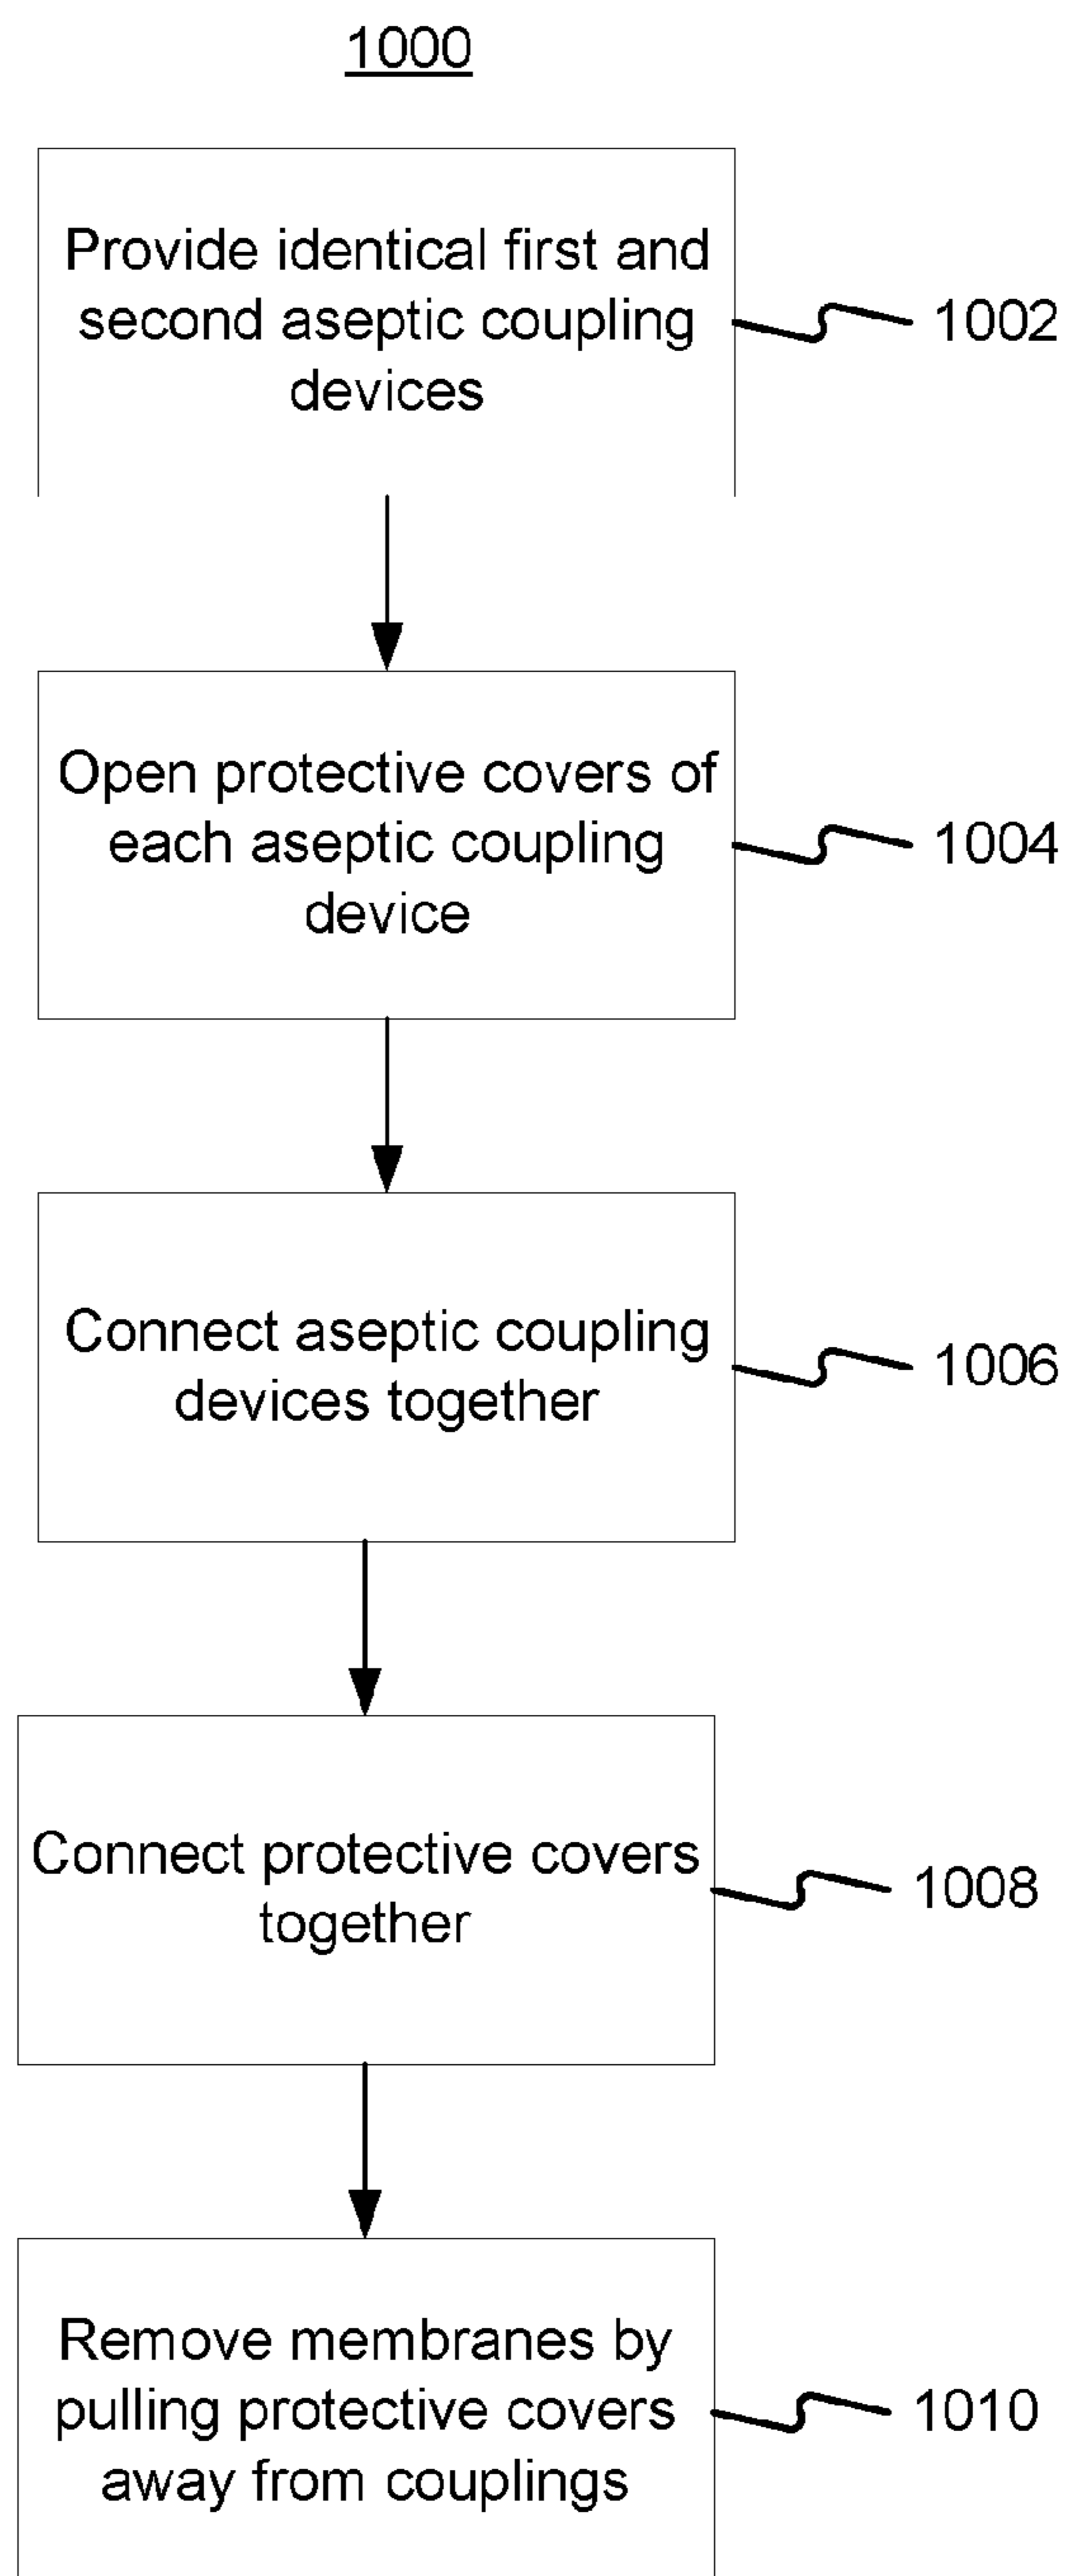 1000
Provide identical first and
second aseptic coupling
devices
1002
Open protective covers of
each aseptic coupling
device
1004
Connect aseptic coupling
devices together
1006
Connect protective covers
together
1008
Remove membranes by
pulling protective covers
away from couplings
1010